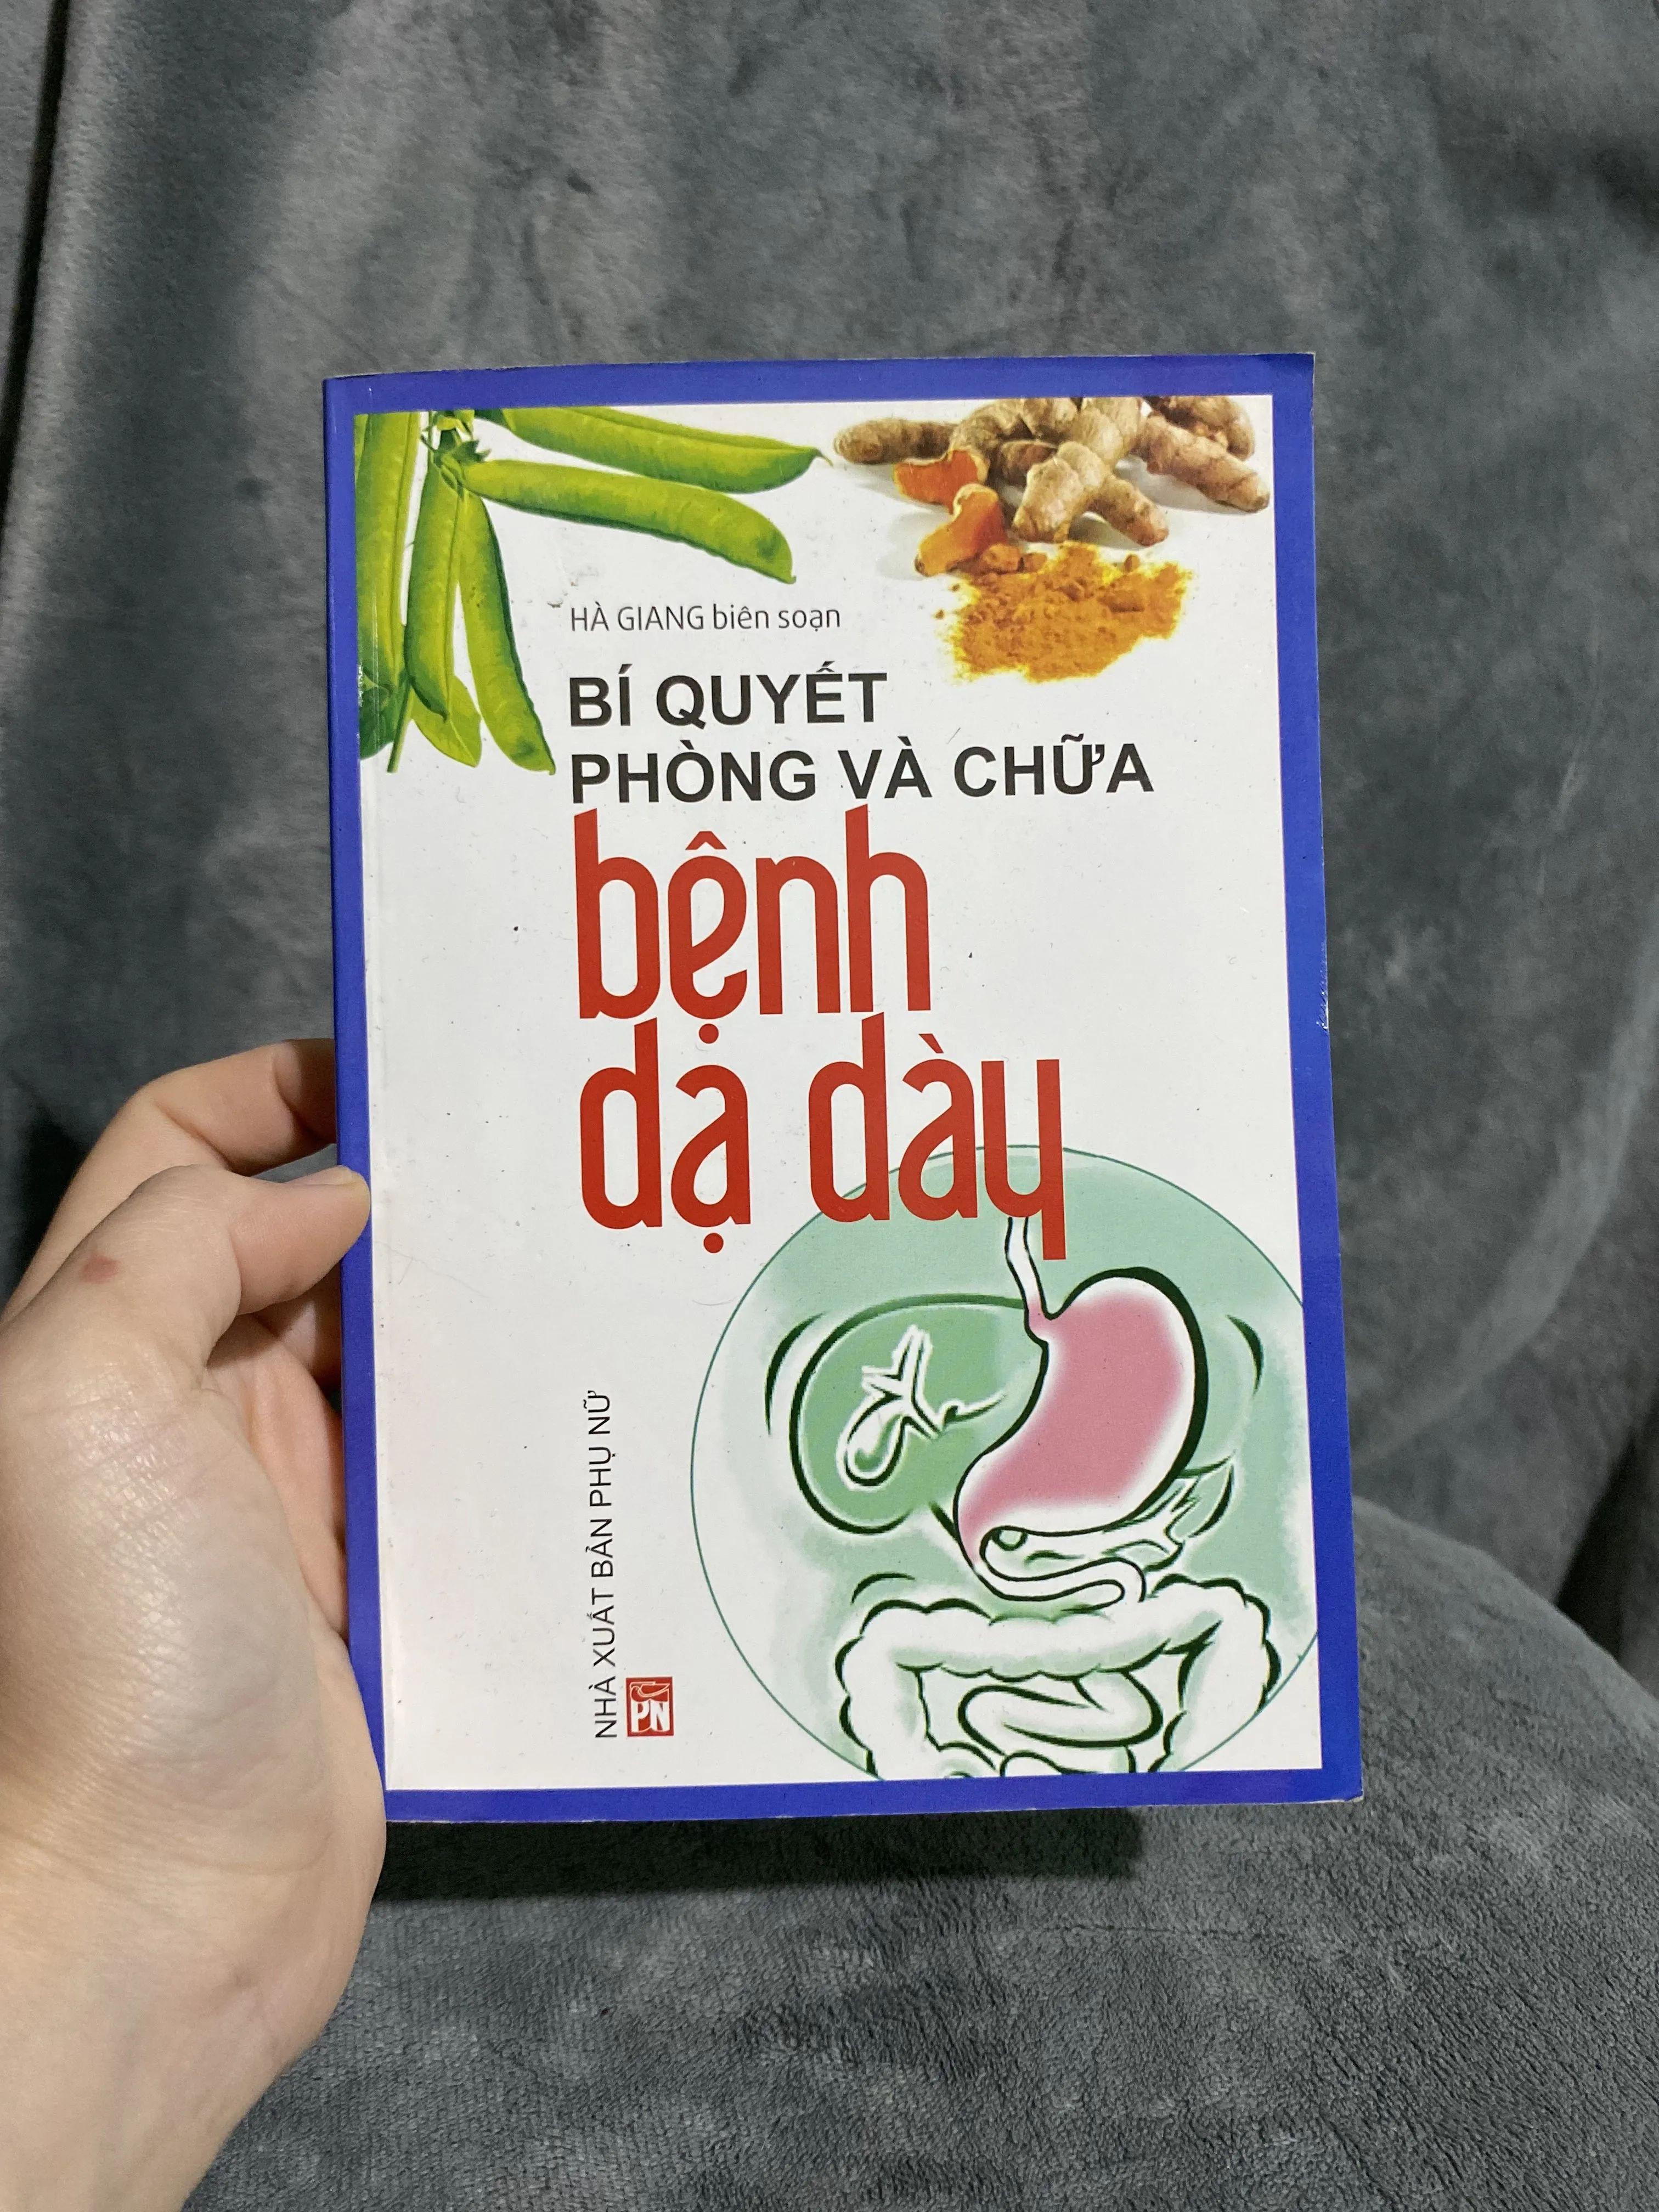 HÀ GIANG biên soạn
BÍ QUYẾT
PHÒNG VÀ CHỮA
bệnh
dạ dày
NHÀ XUẤT BẢN PHỤ NỮ
PN